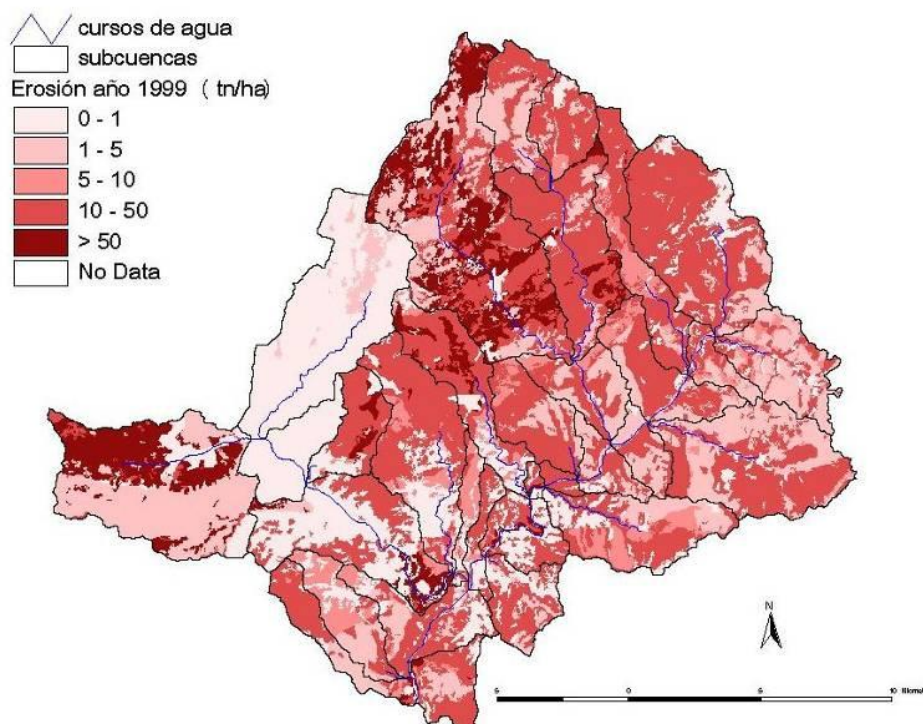 cursos de agua
subcuencas
Erosión año 1999 ( tn/ha)
0 - 1
1 - 5
5 - 10
10 - 50
> 50
No Data
N
5 0 5 10